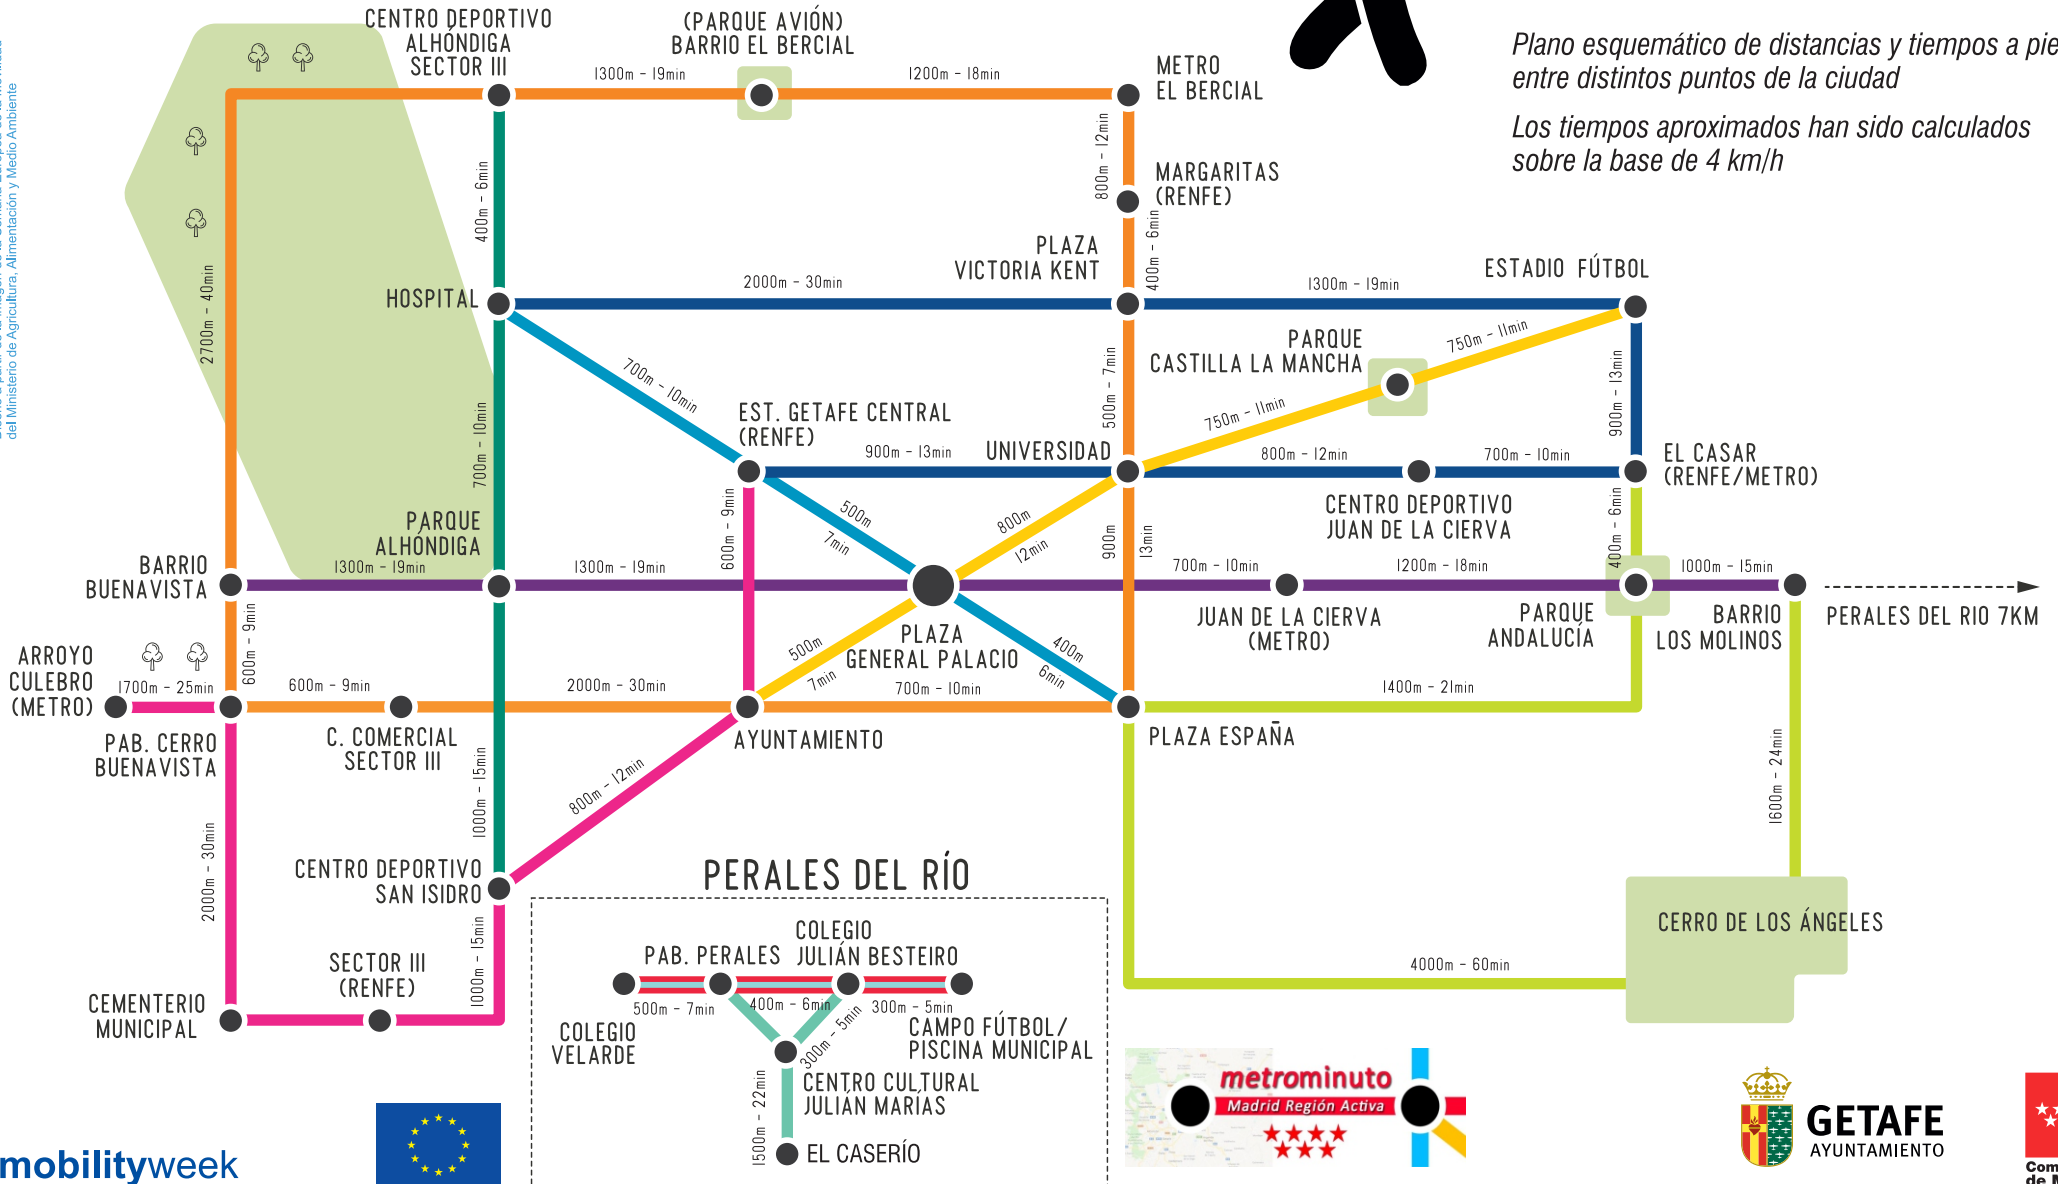 CENTRO DEPORTIVO
ALHÓNDIGA
SECTOR III
(PARQUE AVIÓN)
BARRIO EL BERCIAL
1300m - 19min
1200m - 18min
METRO
EL BERCIAL
Plano esquemático de distancias y tiempos a pie
entre distintos puntos de la ciudad
Los tiempos aproximados han sido calculados
sobre la base de 4 km/h
del Ministerio de Agricultura, Alimentación y Medio Ambiente
800m - 12min
MARGARITAS
(RENFE)
400m - 6min
400m - 6min
PLAZA
VICTORIA KENT
ESTADIO FÚTBOL
HOSPITAL
2000m - 30min
1300m - 19min
2700m - 40min
PARQUE
CASTILLA LA MANCHA
750m - 11min
700m - 10min
500m - 7min
900m - 13min
750m - 11min
EST. GETAFE CENTRAL
(RENFE)
900m - 13min
UNIVERSIDAD
800m - 12min
700m - 10min
EL CASAR
(RENFE/METRO)
700m - 10min
CENTRO DEPORTIVO
JUAN DE LA CIERVA
PARQUE
ALHÓNDIGA
600m - 9min
500m
7min
800m
12min
900m
13min
400m - 6min
BARRIO
BUENAVISTA
1300m - 19min
1300m - 19min
700m - 10min
1200m - 18min
1000m - 15min
JUAN DE LA CIERVA
(METRO)
PARQUE
ANDALUCÍA
BARRIO
LOS MOLINOS
PERALES DEL RIO 7KM
PLAZA
GENERAL PALACIO
600m - 9min
ARROYO
CULEBRO
(METRO)
1700m - 25min
600m - 9min
2000m - 30min
500m
7min
700m - 10min
400m
6min
1400m - 21min
PAB. CERRO
BUENAVISTA
C. COMERCIAL
SECTOR III
AYUNTAMIENTO
PLAZA ESPAÑA
1000m - 15min
800m - 12min
1600m - 24min
2000m - 30min
CENTRO DEPORTIVO
SAN ISIDRO
CERRO DE LOS ÁNGELES
SECTOR III
(RENFE)
1000m - 15min
4000m - 60min
CEMENTERIO
MUNICIPAL
PERALES DEL RÍO
PAB. PERALES
COLEGIO
JULIÁN BESTEIRO
500m - 7min
400m - 6min
300m - 5min
COLEGIO
VELARDE
300m - 5min
CAMPO FÚTBOL/
PISCINA MUNICIPAL
CENTRO CULTURAL
JULIÁN MARÍAS
1500m - 22min
EL CASERÍO
metrominuto
Madrid Región Activa
GETAFE
AYUNTAMIENTO
mobilityweek
Com
de M